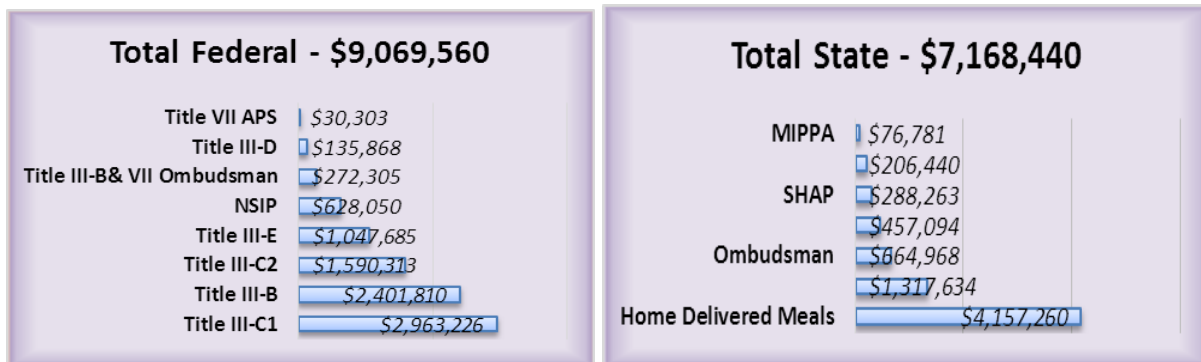 Total Federal - $9,069,560
Title VII APS $30,303
Title III-D $135,868
Title III-B& VII Ombudsman $272,305
NSIP $628,050
Title III-E $1,047,685
Title III-C2 $1,590,313
Title III-B $2,401,810
Title III-C1 $2,963,226
Total State - $7,168,440
MIPPA $76,781
$206,440
SHAP $288,263
$457,094
Ombudsman $664,968
$1,317,634
Home Delivered Meals $4,157,260